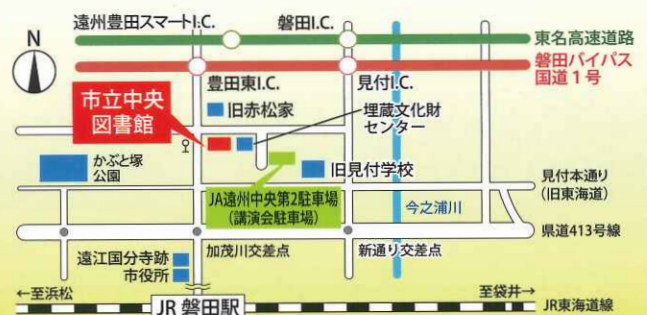 遠州豊田スマートI.C.
磐田I.C.
N
東名高速道路
磐田バイパス
国道1号
豊田東I.C.
見付I.C.
市立中央
図書館
旧赤松家
埋蔵文化財
センター
かぶと塚
公園
旧見付学校
見付本通り
(旧東海道)
JA遠州中央第2駐車場
(講演会駐車場)
今之浦川
県道413号線
遠江国分寺跡
市役所
加茂川交差点
新通り交差点
←至浜松
至袋井→
JR 磐田駅
JR東海道線